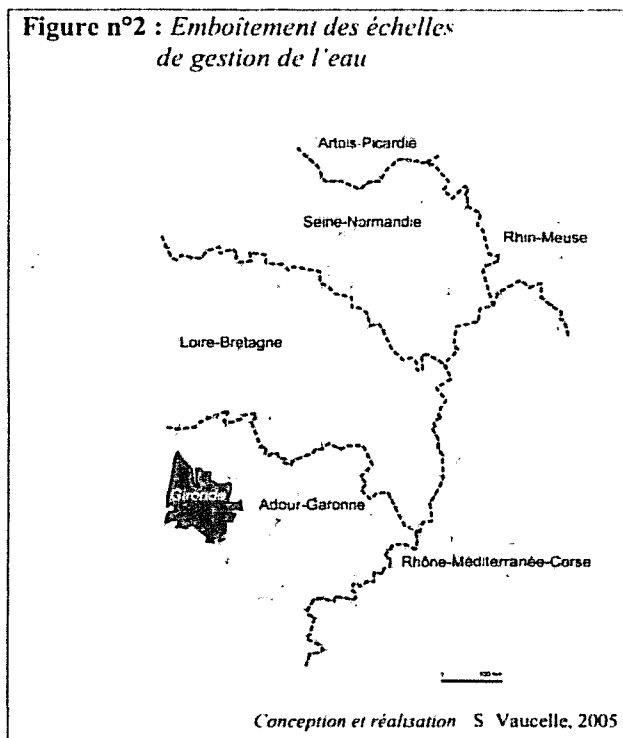 Figure n°2 : Emboîtement des échelles
de gestion de l'eau
Artois-Picardie
Seine-Normandie
Rhin-Meuse
Loire-Bretagne
Gironde
Adour-Garonne
Rhône-Méditerranée-Corse
Conception et réalisation S Vaucelle, 2005